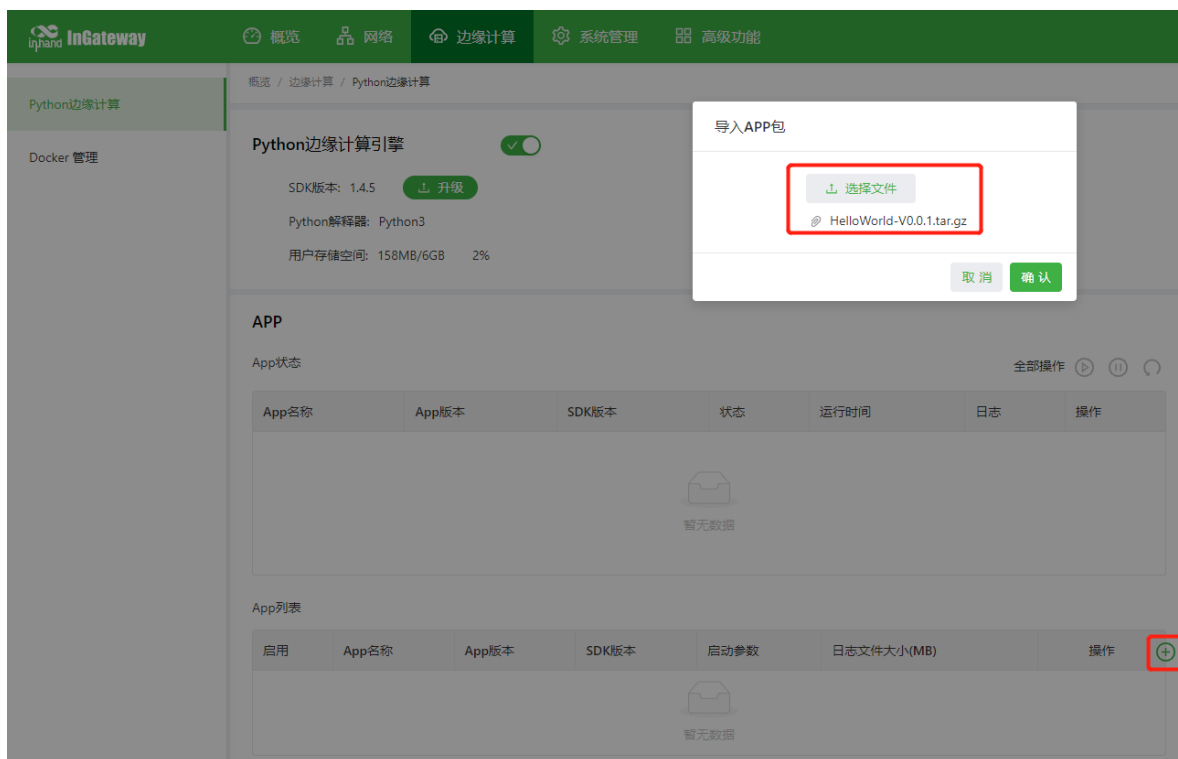 inhand InGateway 概览 网络 边缘计算 系统管理 高级功能
概览 / 边缘计算 / Python边缘计算
Python边缘计算
Docker 管理
Python边缘计算引擎
SDK版本: 1.4.5 升级
Python解释器: Python3
用户存储空间: 158MB/6GB 2%
导入APP包
选择文件
HelloWorld-V0.0.1.tar.gz
取 消 确 认
APP
App状态 全部操作
App名称 App版本 SDK版本 状态 运行时间 日志 操作
暂无数据
App列表
启用 App名称 App版本 SDK版本 启动参数 日志文件大小(MB) 操作
暂无数据